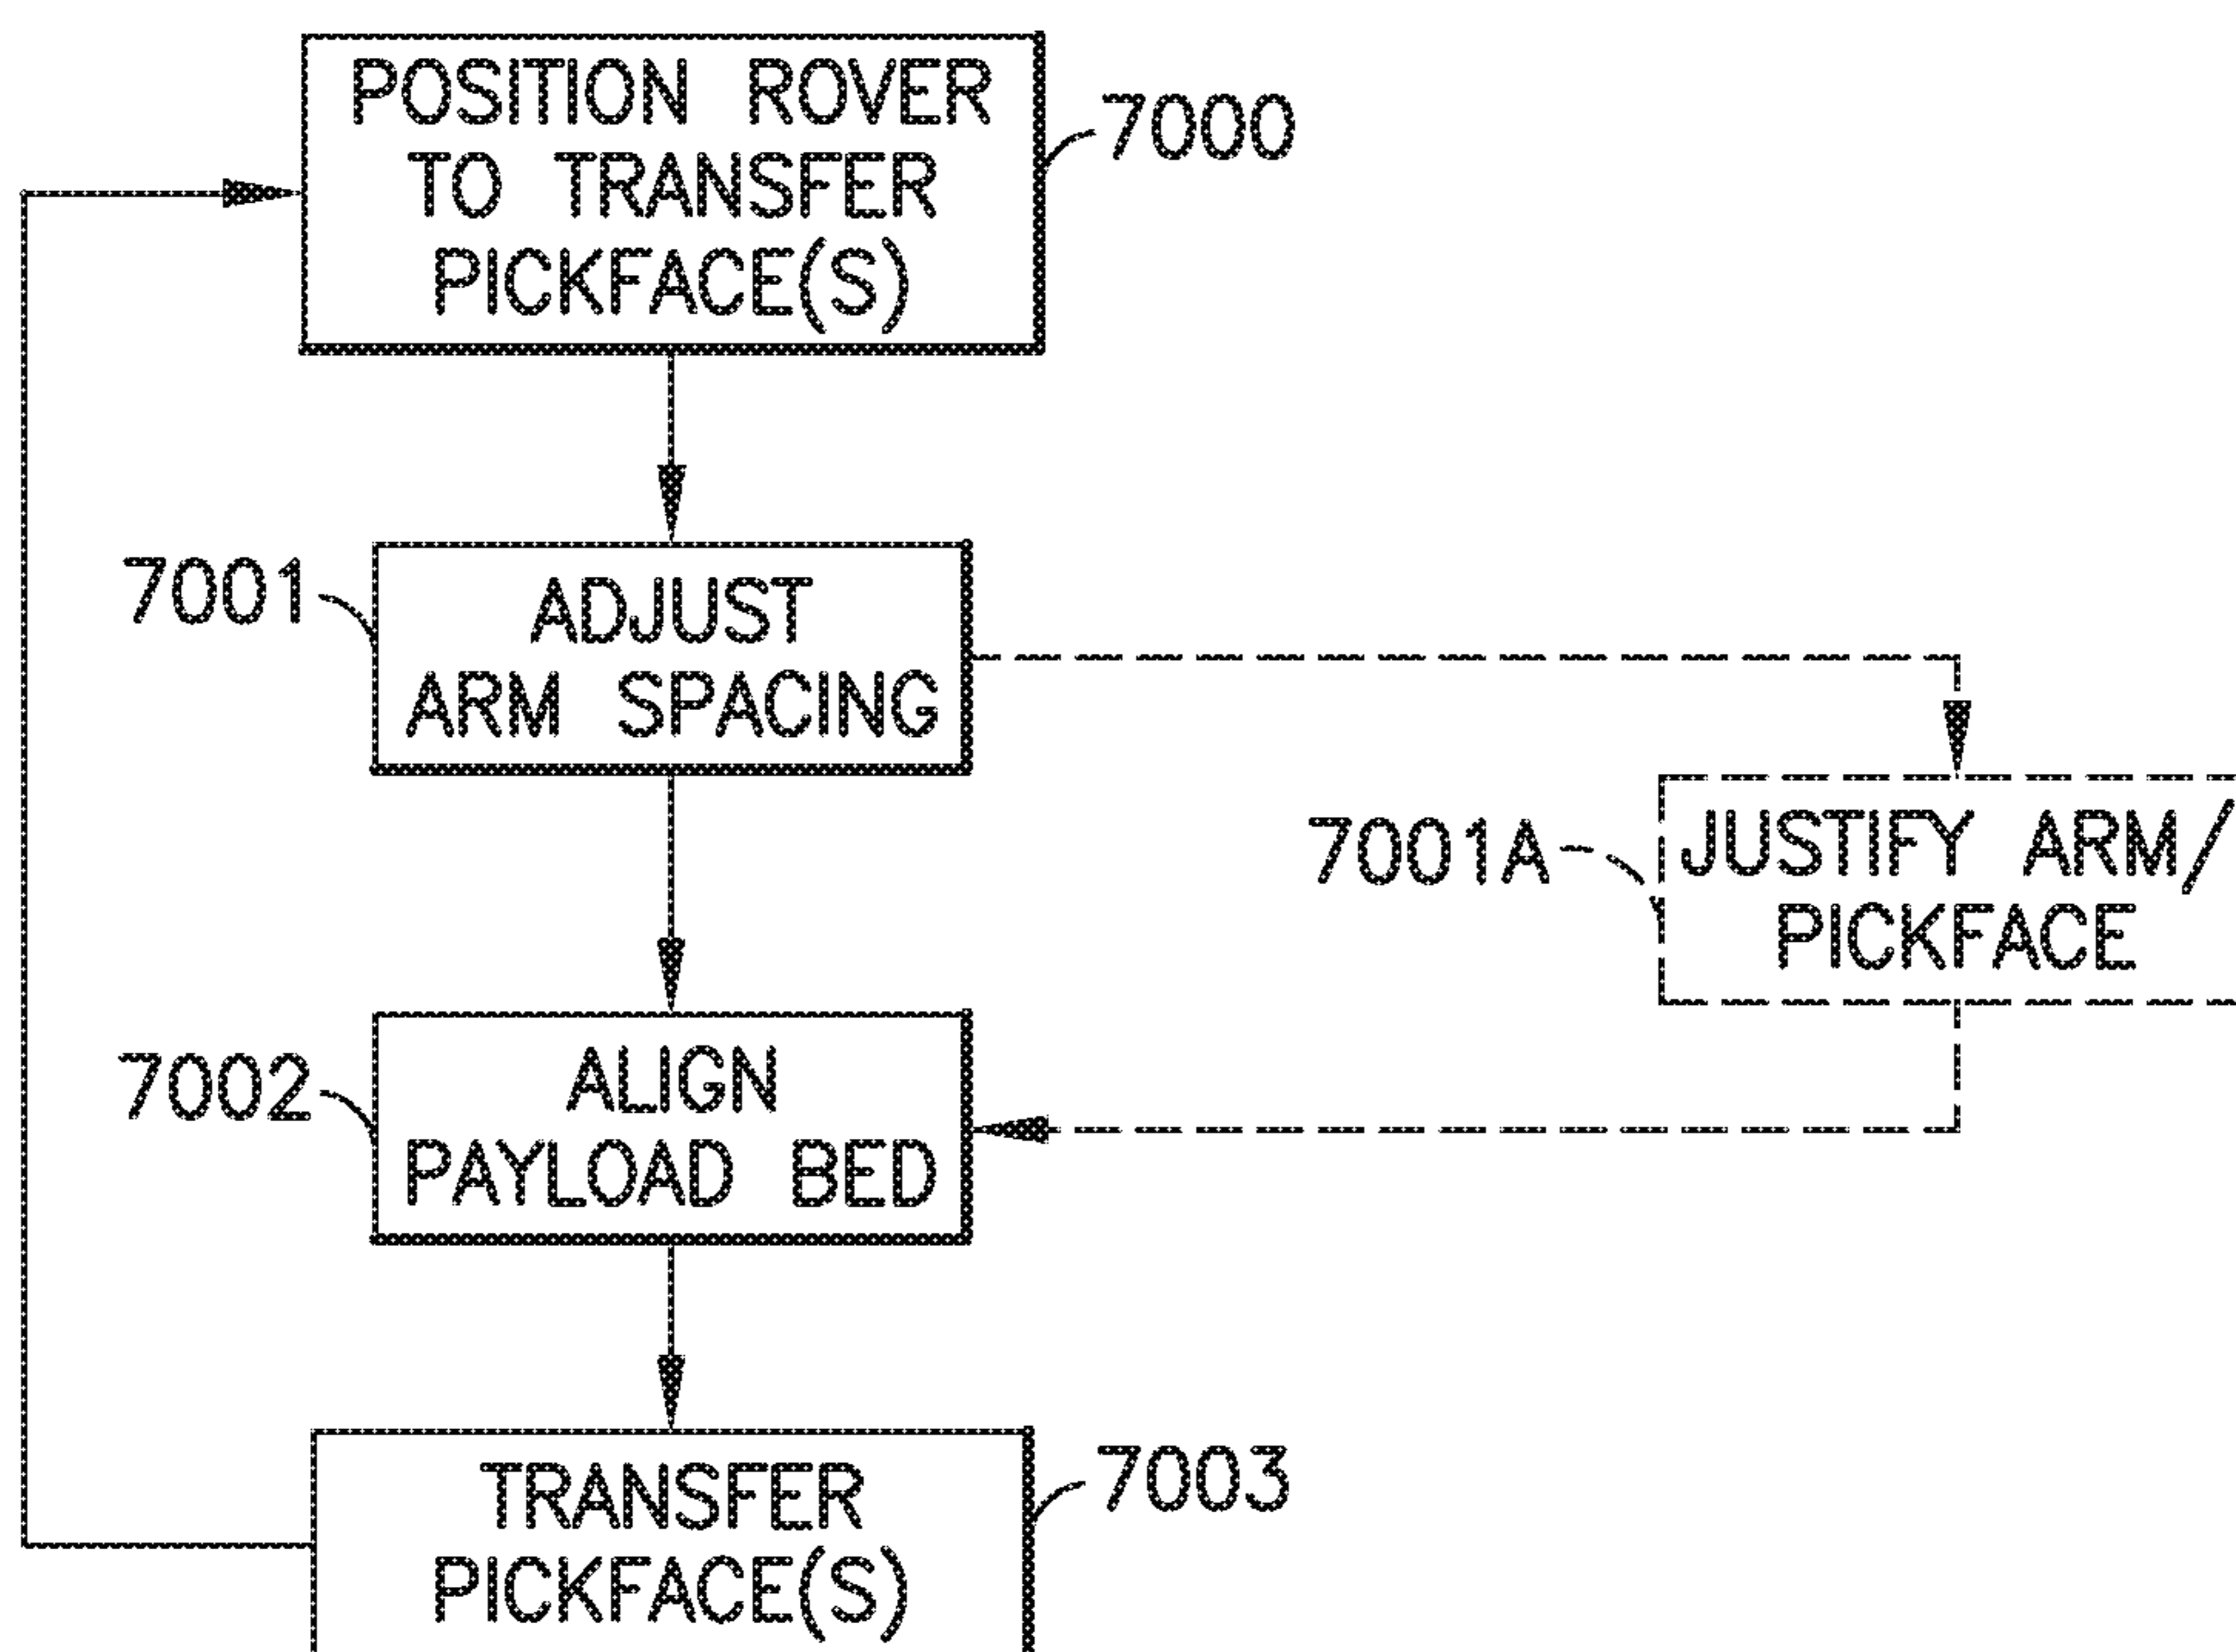 POSITION ROVER
TO TRANSFER
PICKFACE(S)
7000
7001
ADJUST
ARM SPACING
7001A
JUSTIFY ARM/
PICKFACE
7002
ALIGN
PAYLOAD BED
TRANSFER
PICKFACE(S)
7003